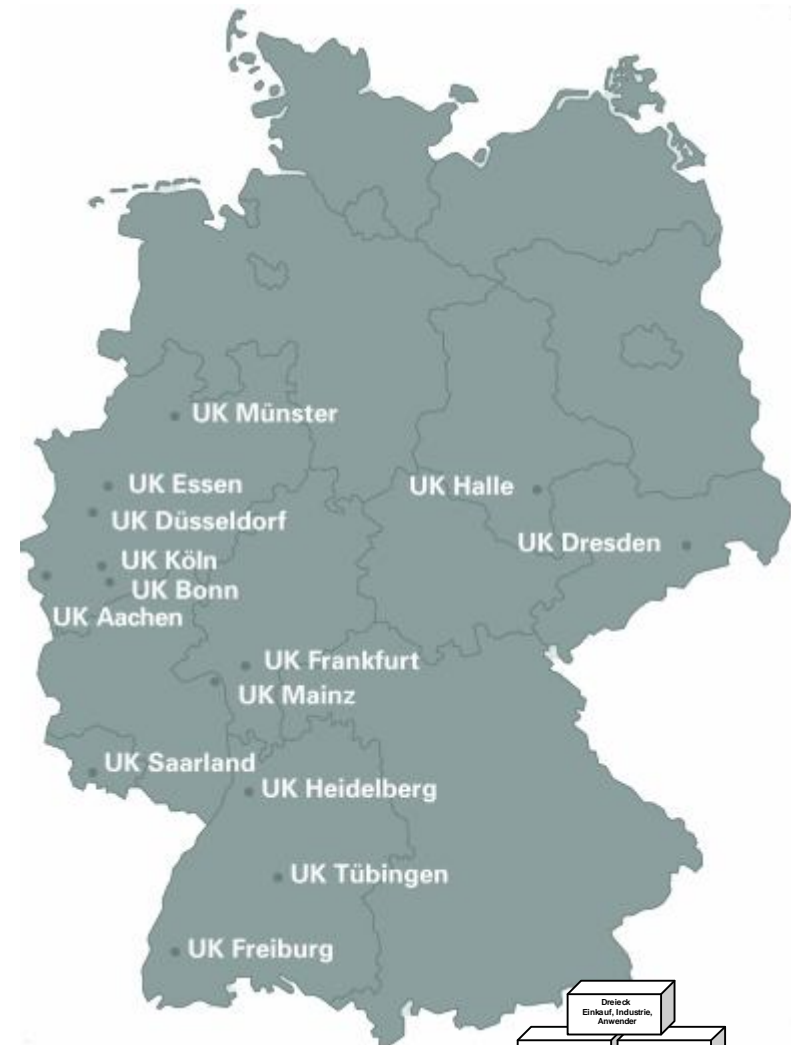 UK Münster
UK Essen
UK Halle
UK Düsseldorf
UK Dresden
UK Köln
UK Bonn
UK Aachen
UK Frankfurt
UK Mainz
UK Saarland
UK Heidelberg
UK Tübingen
UK Freiburg
Dreieck
Einkauf, Industrie,
Anwender